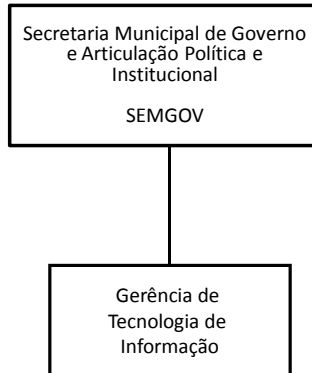 Secretaria Municipal de Governo
e Articulação Política e
Institucional
SEMGOV
Gerência de
Tecnologia de
Informação